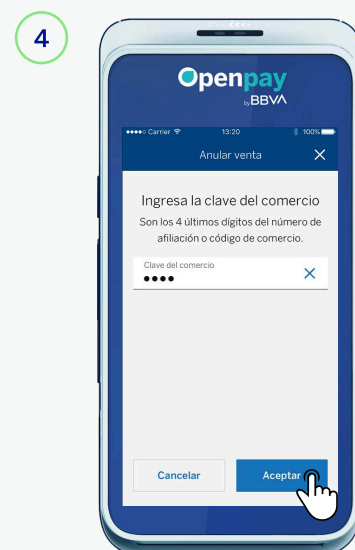 4
Openpay
by BBVA
Carrier 13:20 100%
Anular venta
Ingresa la clave del comercio
Son los 4 últimos dígitos del número de
afiliación o código de comercio.
Clave del comercio
••••
Cancelar Aceptar